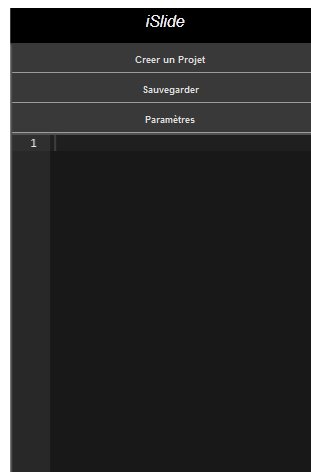 iSlide
Creer un Projet
Sauvegarder
Paramètres
1